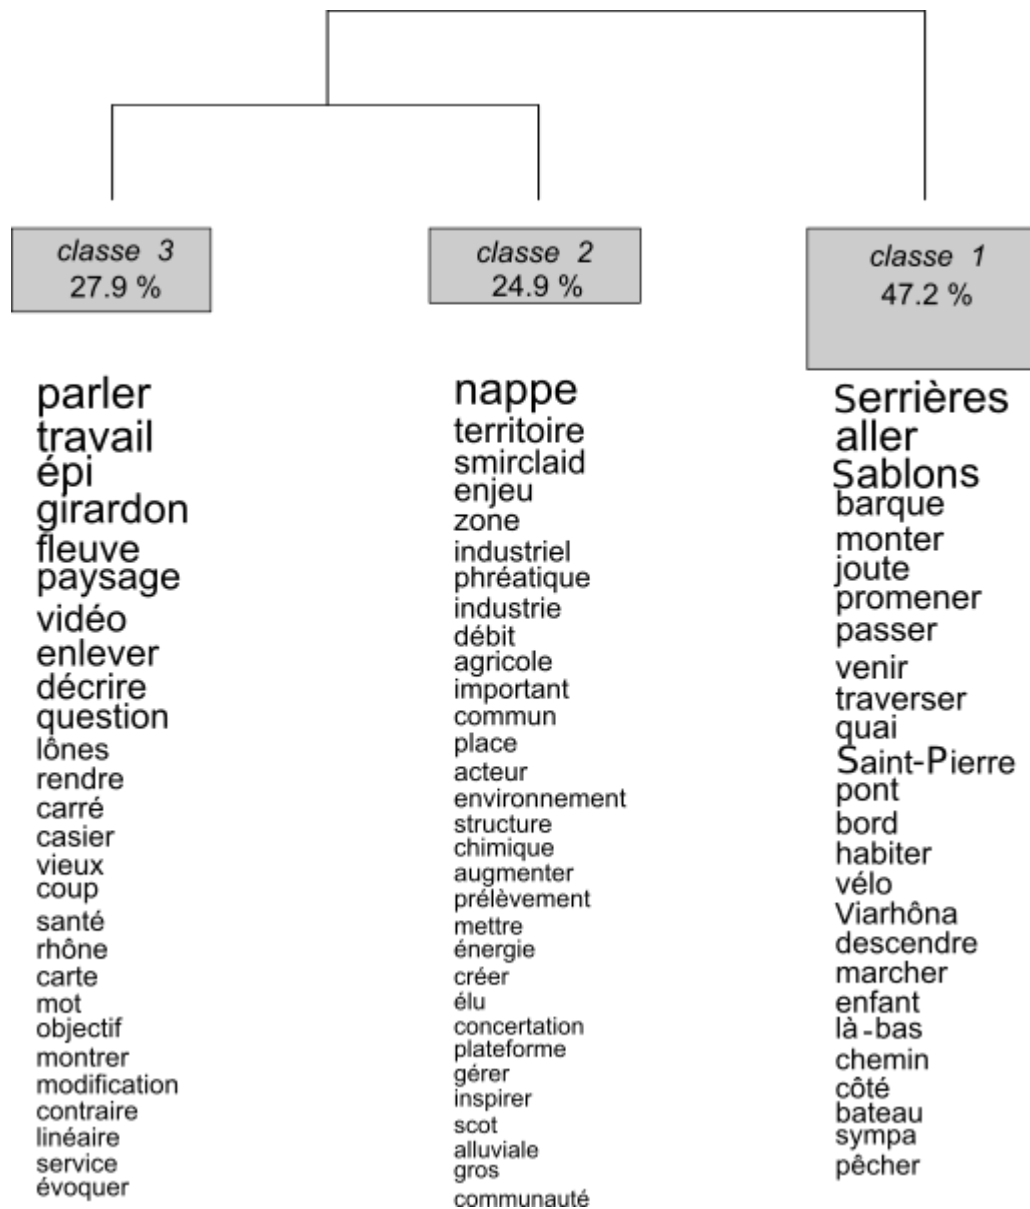 classe 3
27.9 %
parler
travail
épi
girardon
fleuve
paysage
vidéo
enlever
décrire
question
lônes
rendre
carré
casier
vieux
coup
santé
rhône
carte
mot
objectif
montrer
modification
contraire
linéaire
service
évoquer
classe 2
24.9 %
nappe
territoire
smirclaid
enjeu
zone
industriel
phréatique
industrie
débit
agricole
important
commun
place
acteur
environnement
structure
chimique
augmenter
prélèvement
mettre
énergie
créer
élu
concertation
plateforme
gérer
inspirer
scot
alluviale
gros
communauté
classe 1
47.2 %
Serrières
aller
Sablons
barque
monter
joute
promener
passer
venir
traverser
quai
Saint-Pierre
pont
bord
habiter
vélo
Viarhôna
descendre
marcher
enfant
là-bas
chemin
côté
bateau
sympa
pêcher